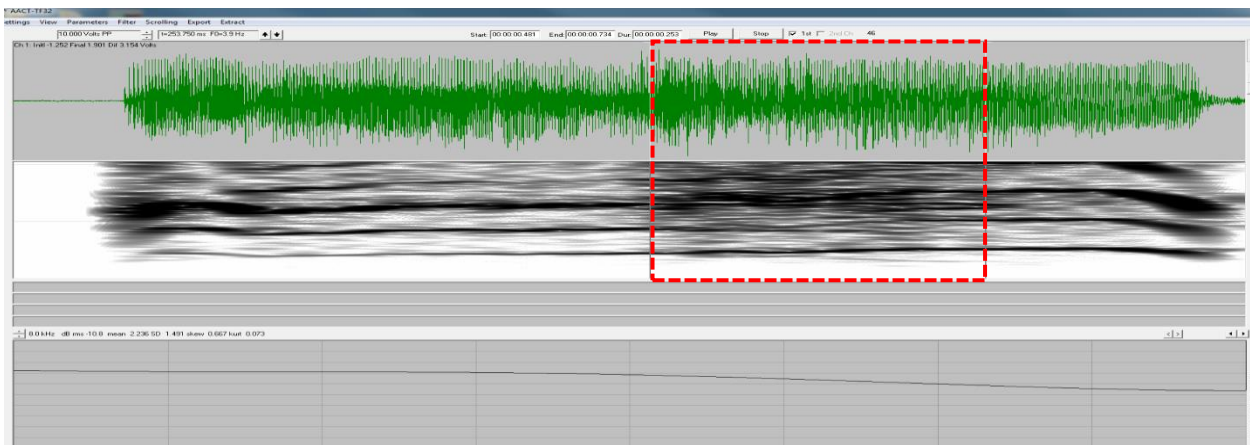 AACT-TF32
ettings View Parameters Filter Scrolling Export Extract
10.000 Volts PP t=253.750 ms F0=3.9 Hz Start: 00:00:00.481 End: 00:00:00.734 Dur: 00:00:00.253 Play Stop 1st 2nd Ch 46
Ch 1: Initl -1.252 Final 1.901 Dil 3.154 Volts
8.0 kHz dB rms -10.8 mean 2.236 SD 1.491 skew 0.667 kurt 0.073